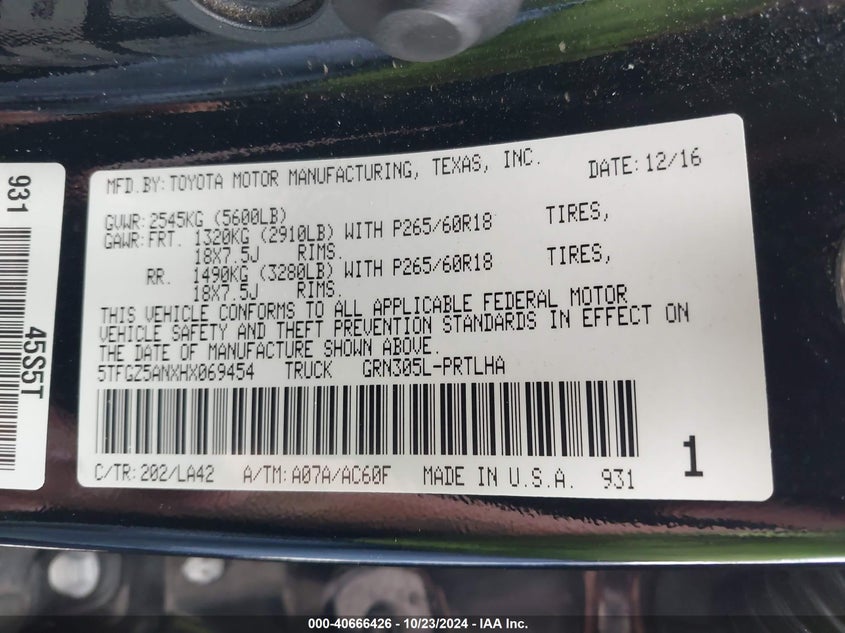 MFD.BY:TOYOTA MOTOR MANUFACTURING, TEXAS, INC. DATE:12/16
GVWR:2545KG (5600LB)
GAWR:FRT. 1320KG (2910LB) WITH P265/60R18 TIRES,
18X7.5J RIMS.
RR. 1490KG (3280LB) WITH P265/60R18 TIRES,
18X7.5J RIMS.
THIS VEHICLE CONFORMS TO ALL APPLICABLE FEDERAL MOTOR
VEHICLE SAFETY AND THEFT PREVENTION STANDARDS IN EFFECT ON
THE DATE OF MANUFACTURE SHOWN ABOVE.
5TFGZ5ANXHX069454 TRUCK GRN305L-PRTLHA
1
C/TR:202/LA42 A/TM:A07A/AC60F MADE IN U.S.A. 931
931
45S5T
000-40666426 - 10/23/2024 - IAA Inc.